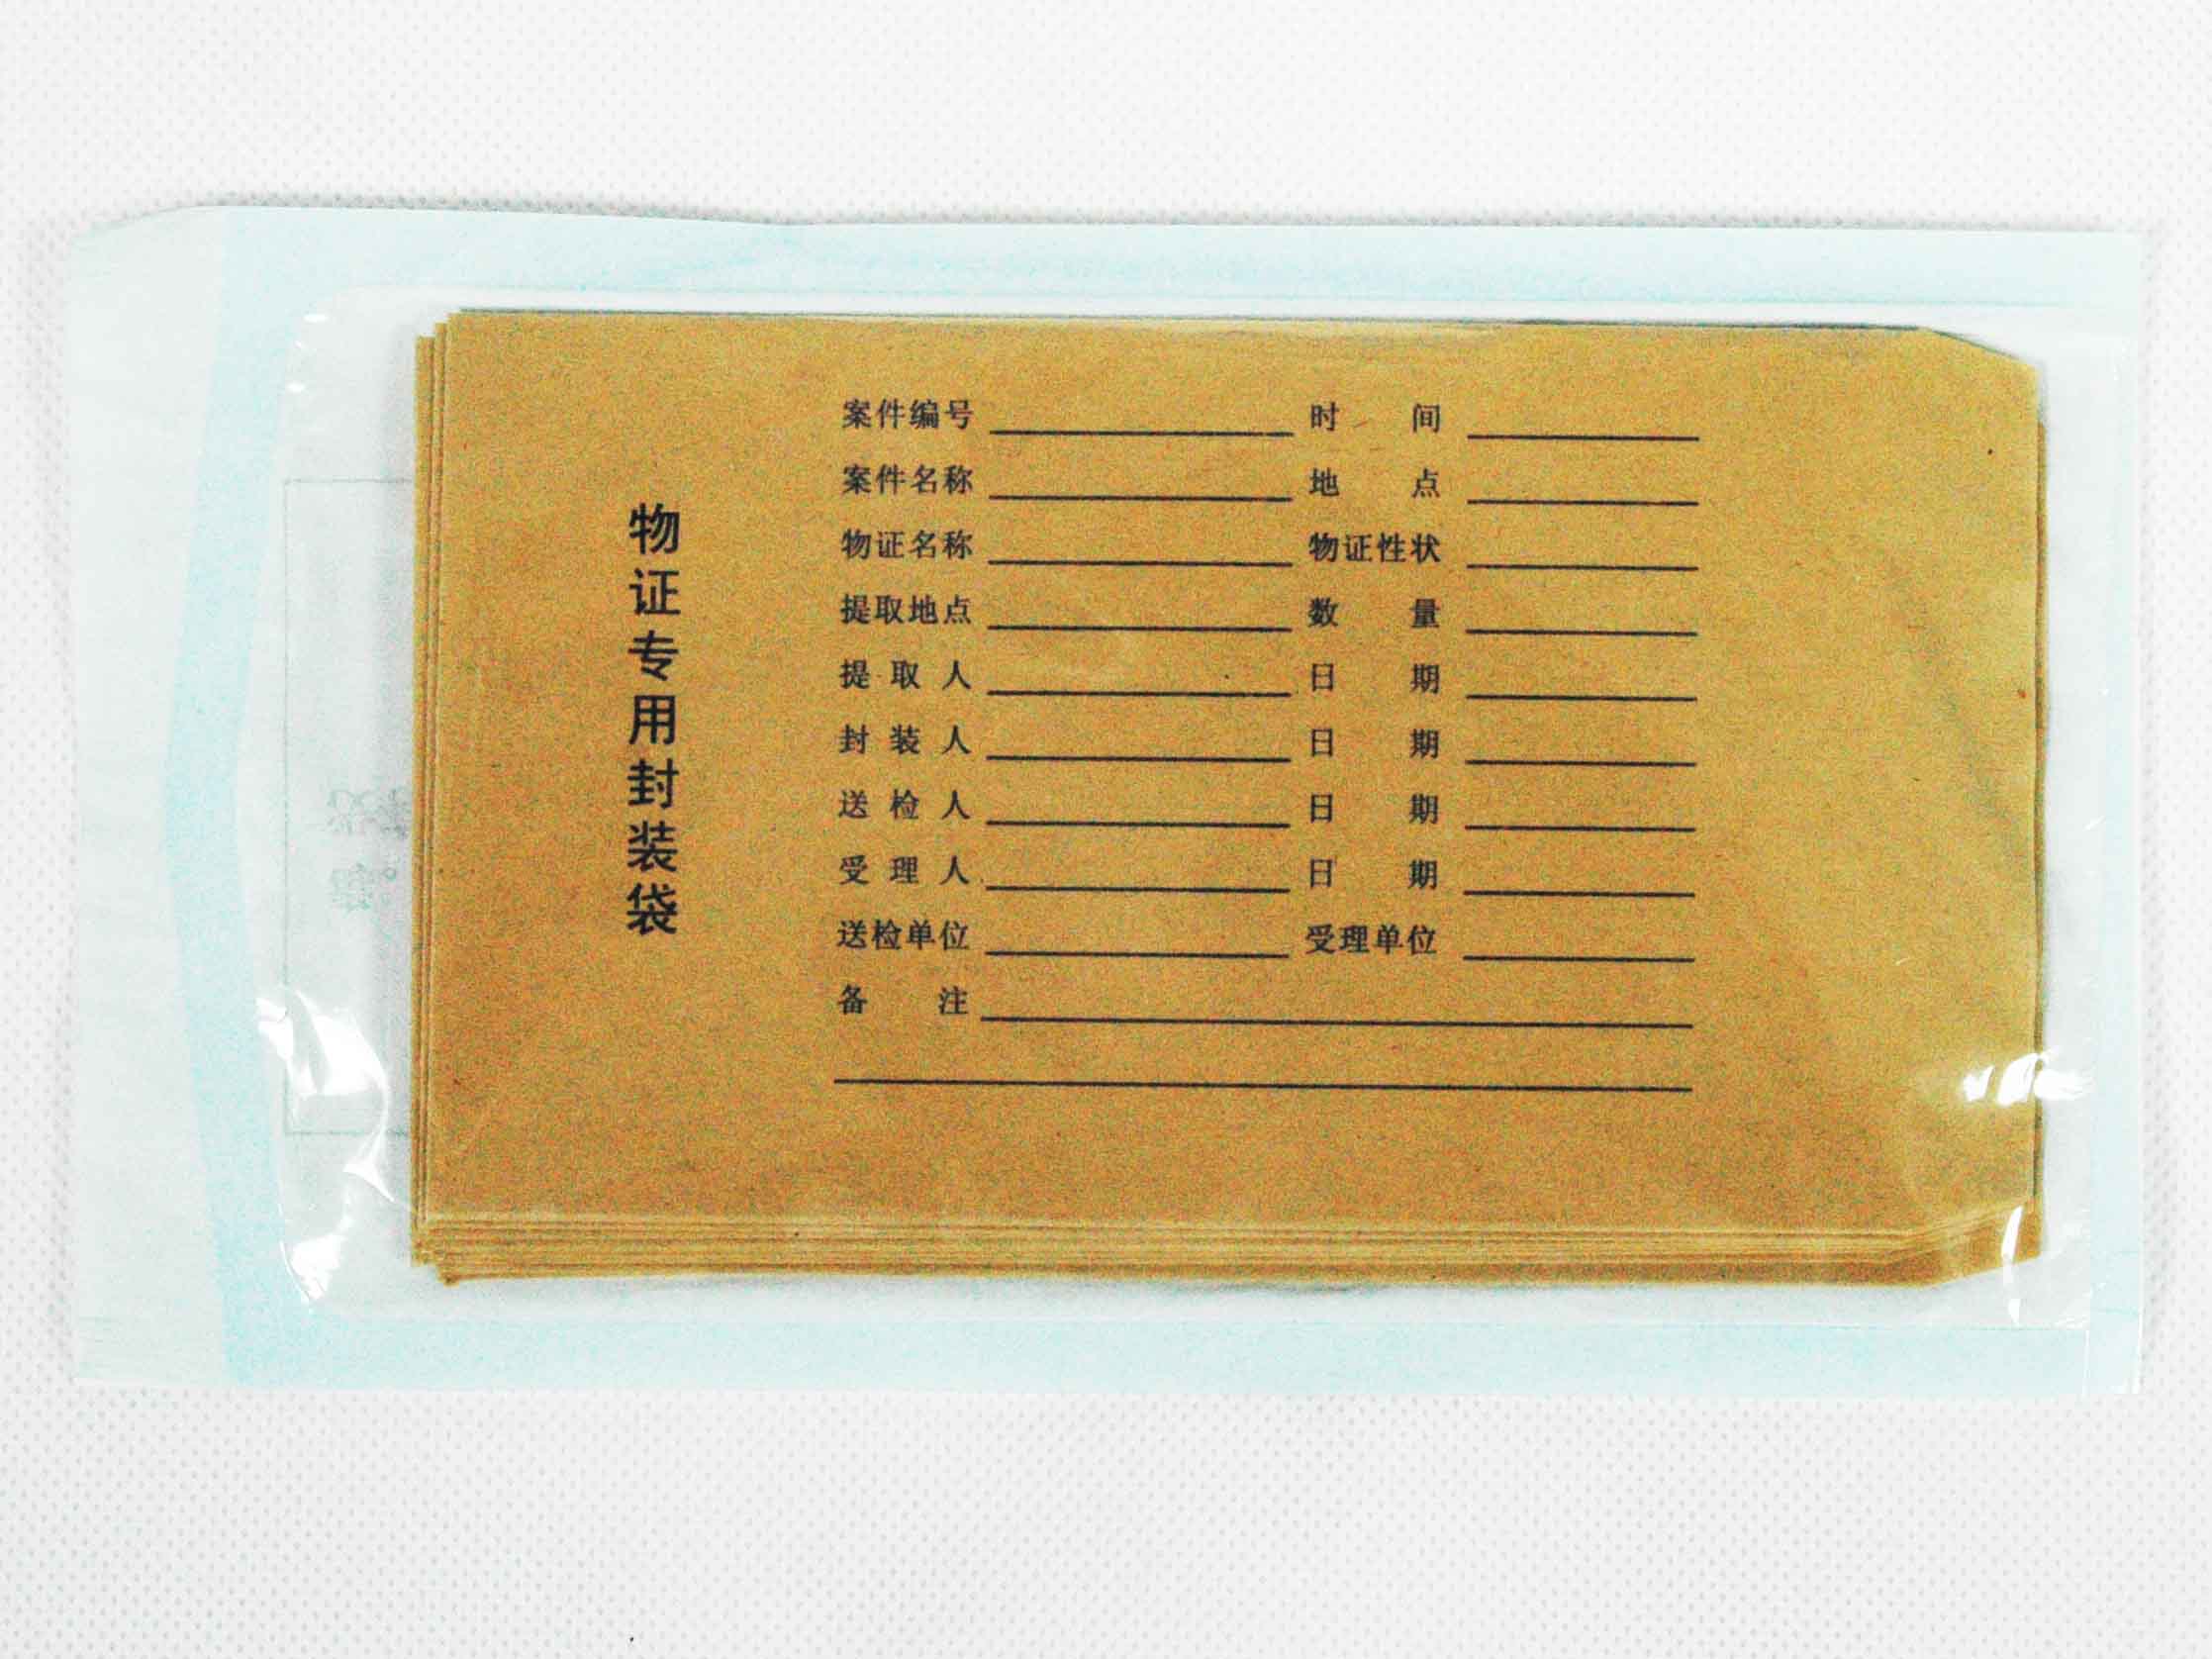 物证专用封装袋
案件编号 时间
案件名称 地点
物证名称 物证性状
提取地点 数量
提取人 日期
封装人 日期
送检人 日期
受理人 日期
送检单位 受理单位
备注